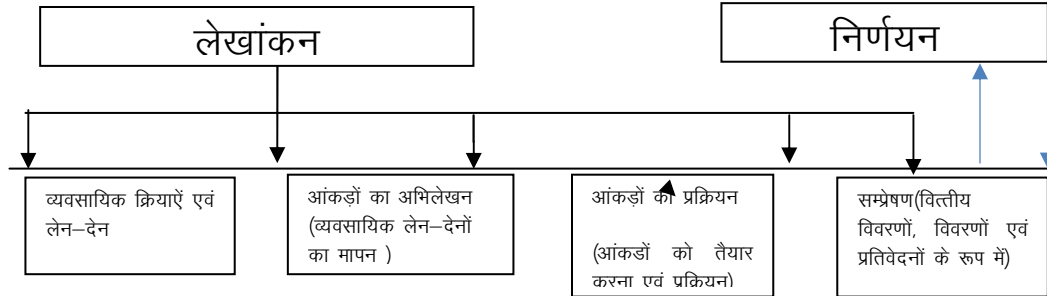 लेखांकन
निर्णयन
व्यवसायिक क्रियाऐं एवं
लेन–देन
आंकड़ों का अभिलेखन
(व्यवसायिक लेन–देनों
का मापन )
आंकड़ों का प्रक्रियन
(आंकडों को तैयार
करना एवं प्रक्रियन)
सम्प्रेषण(वित्तीय
विवरणों, विवरणों एवं
प्रतिवेदनों के रूप में)